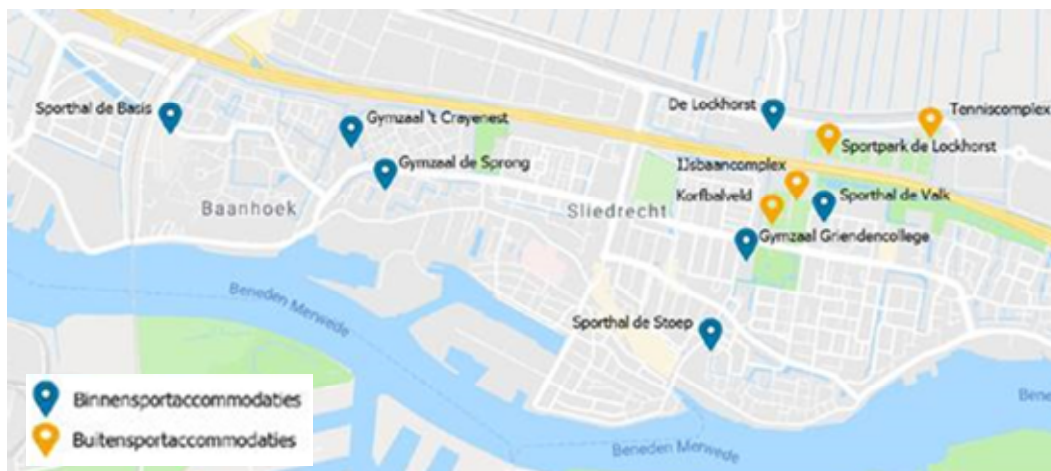 Sporthal de Basis
Gymzaal 't Crayenest
Gymzaal de Sprong
De Lockhorst
Tenniscomplex
Sportpark de Lockhorst
IJsbaancomplex
Korfbalveld
Sporthal de Valk
Baanhoek
Sliedrecht
Gymzaal Griendencollege
Beneden Merwede
Sporthal de Stoep
Bene
Beneden Merwede
Binnensportaccommodaties
Buitensportaccommodaties